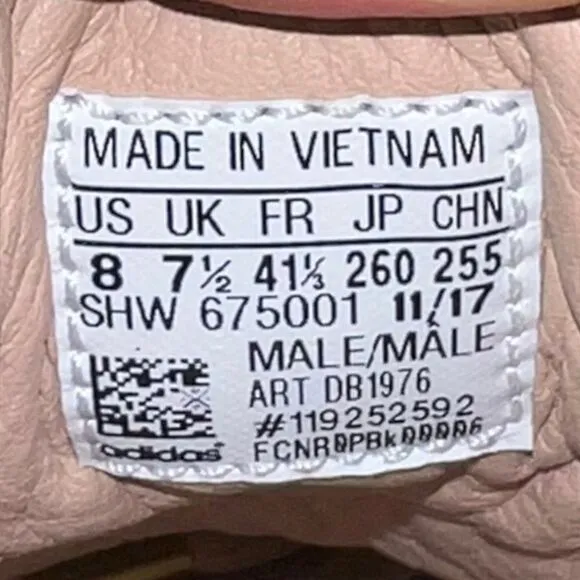 MADE IN VIETNAM
US UK FR JP CHN
8 7½ 41⅓ 260 255
SHW 675001 11/17
MALE/MÂLE
ART DB1976
#119252592
adidas